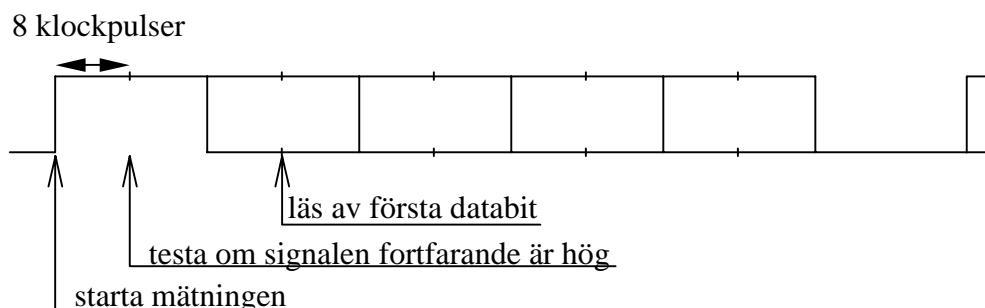 8 klockpulser
läs av första databit
testa om signalen fortfarande är hög
starta mätningen